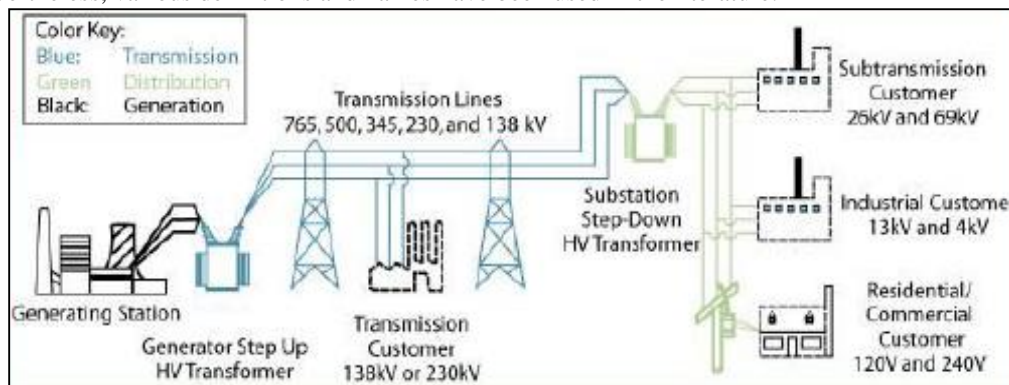 Color Key:
Blue: Transmission
Green Distribution
Black: Generation
Transmission Lines
765, 500, 345, 230, and 138 kV
Subtransmission
Customer
26kV and 69kV
Substation
Step-Down
HV Transformer
Industrial Custome
13kV and 4kV
Generating Station
Generator Step Up
HV Transformer
Transmission
Customer
138kV or 230kV
Residential/
Commercial
Customer
120V and 240V